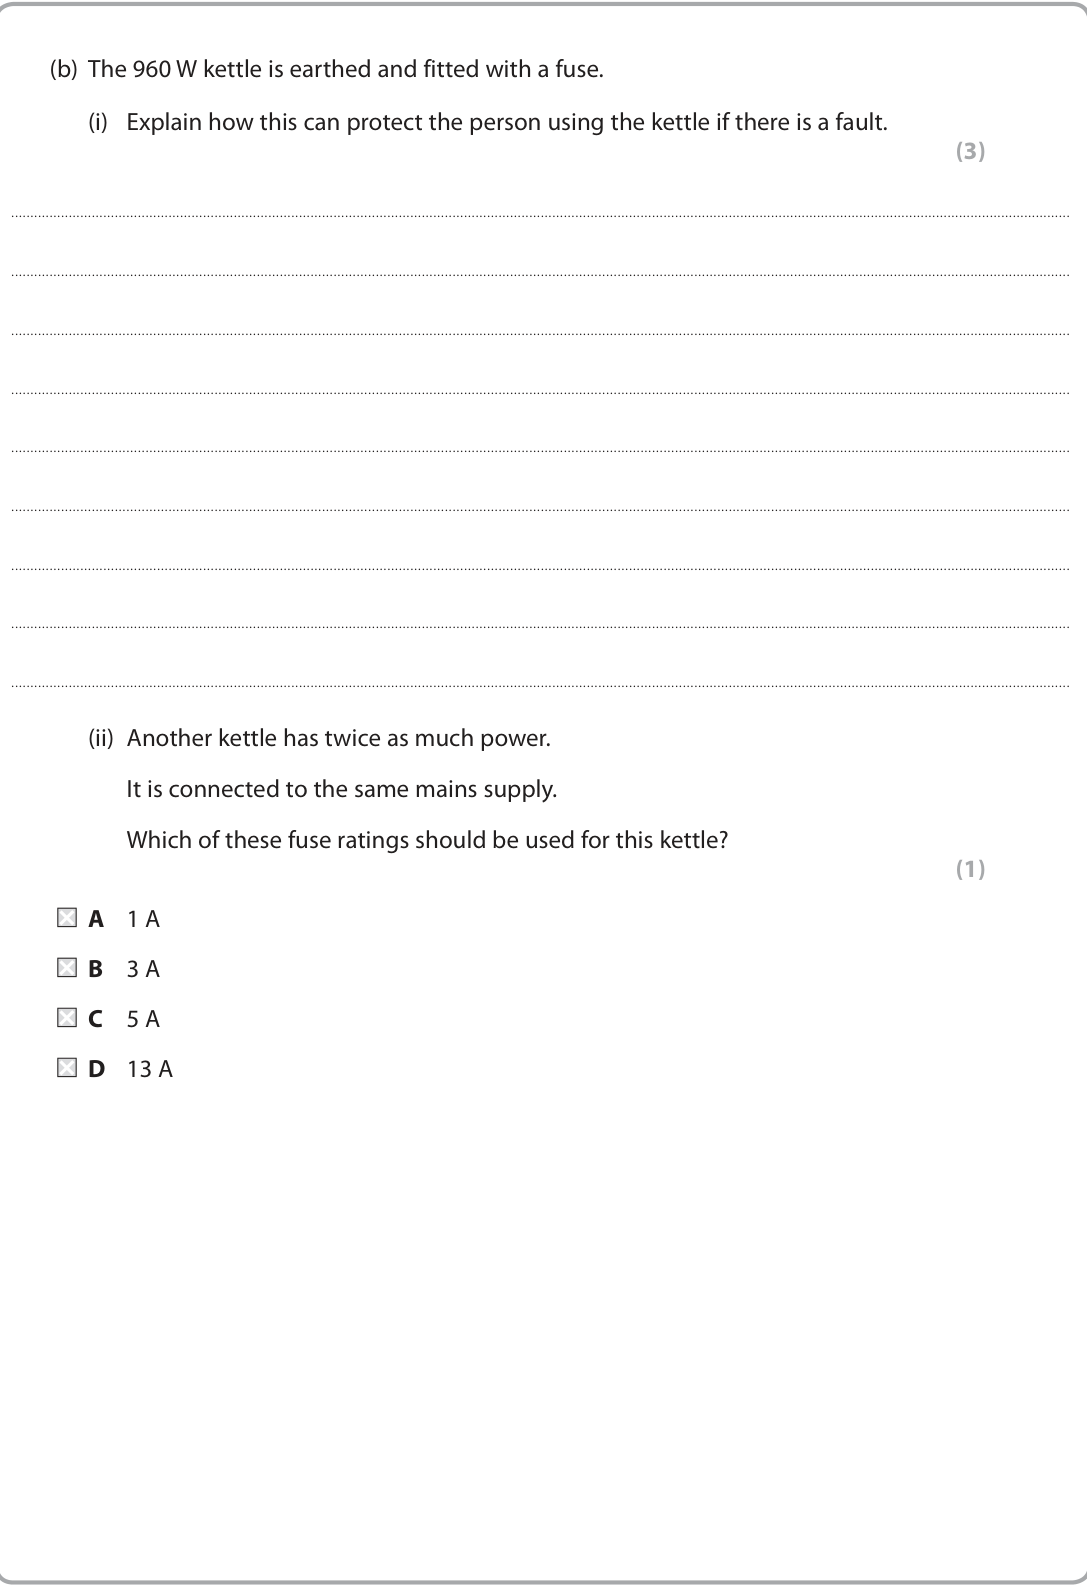 (b) The 960 W kettle is earthed and fitted with a fuse.
(i) Explain how this can protect the person using the kettle if there is a fault.
(3)
(ii) Another kettle has twice as much power.
It is connected to the same mains supply.
Which of these fuse ratings should be used for this kettle?
(1)
A 1 A
B 3 A
C 5 A
D 13 A